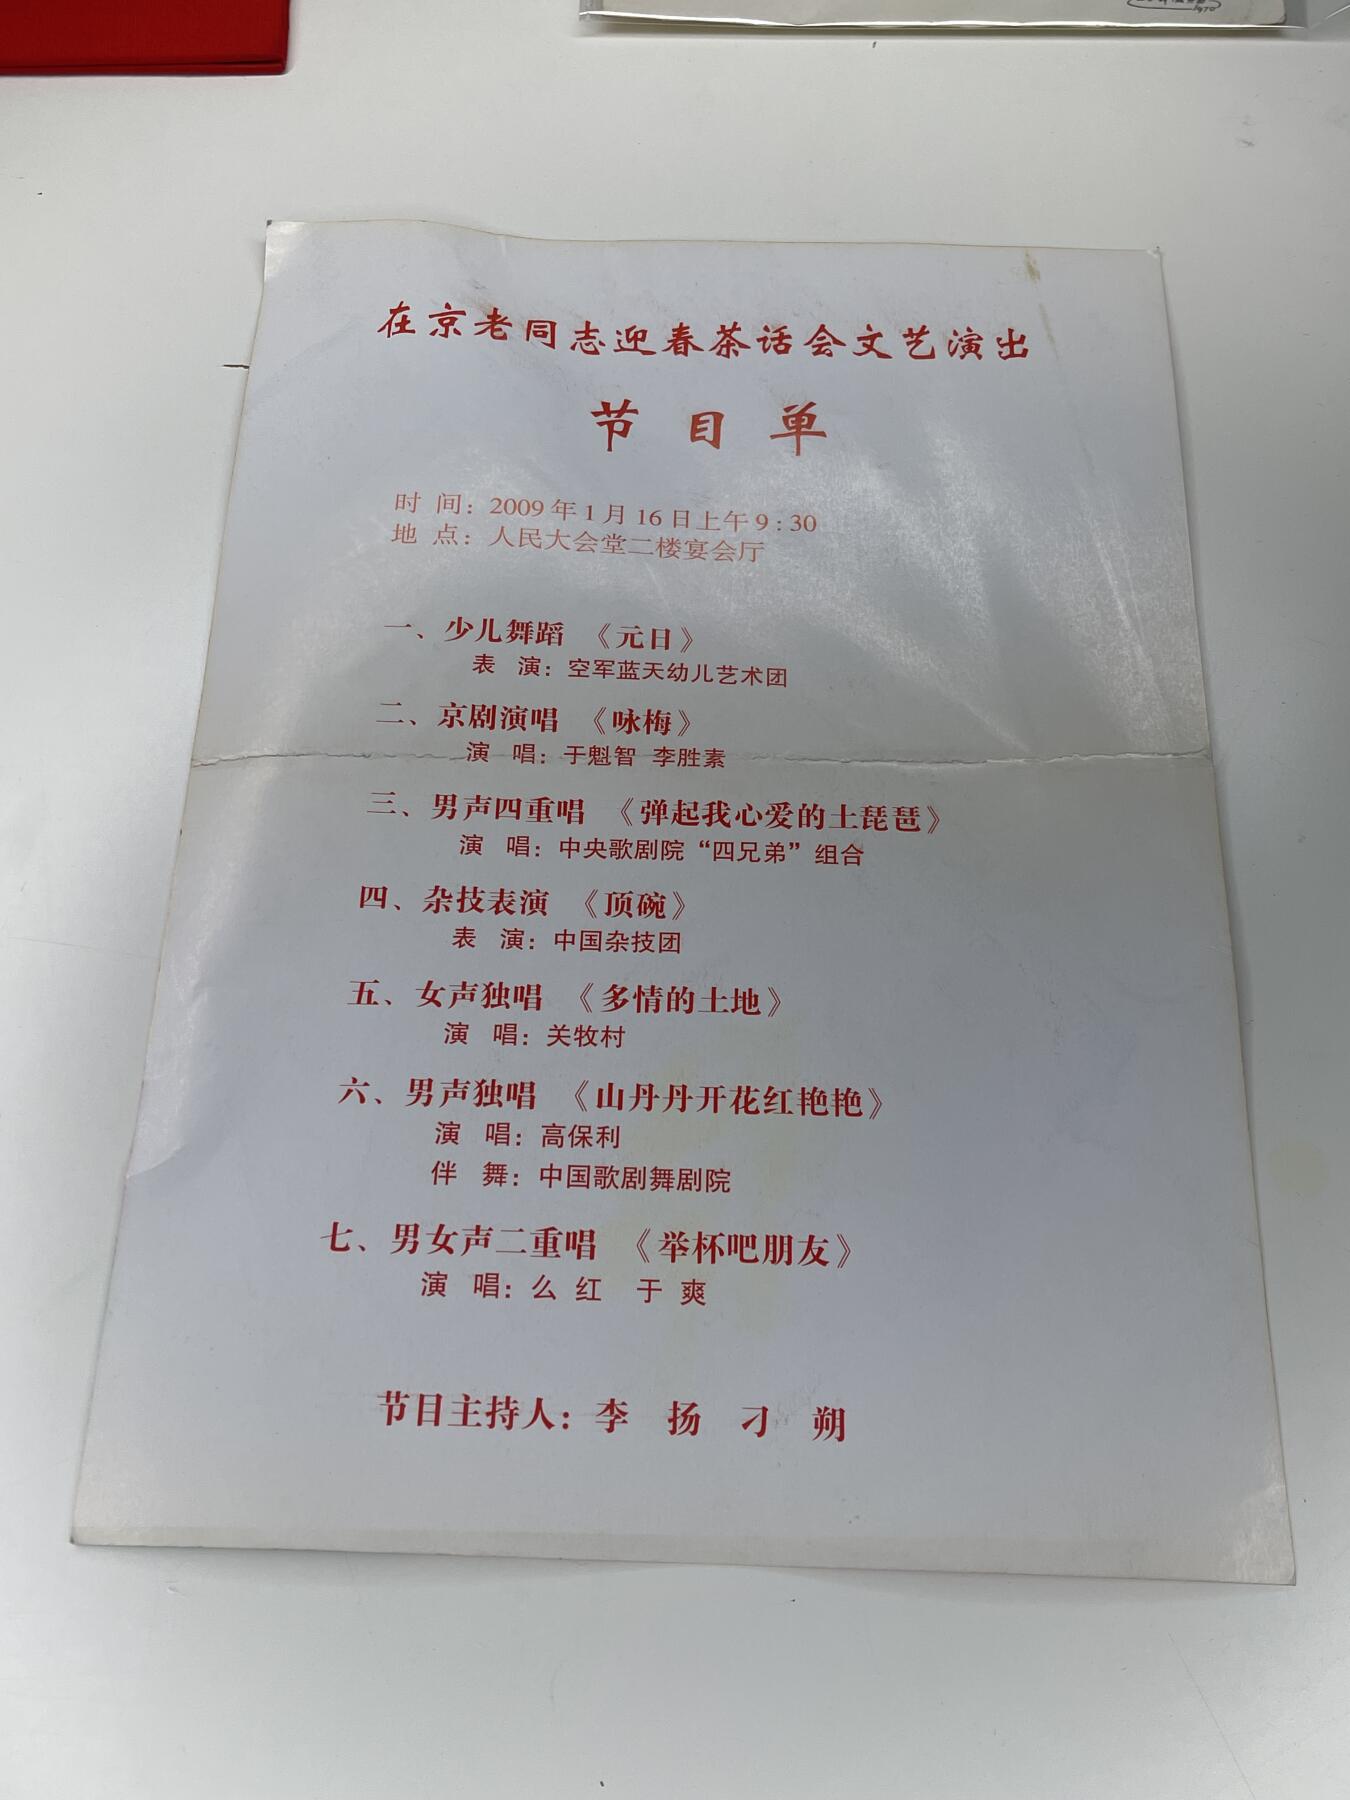 在京老同志迎春茶话会文艺演出
节目单
时 间：2009年1月16日上午9:30
地 点：人民大会堂二楼宴会厅
一、少儿舞蹈 《元日》
表 演：空军蓝天幼儿艺术团
二、京剧演唱 《咏梅》
演 唱：于魁智 李胜素
三、男声四重唱 《弹起我心爱的土琵琶》
演 唱：中央歌剧院“四兄弟”组合
四、杂技表演 《顶碗》
表 演：中国杂技团
五、女声独唱 《多情的土地》
演 唱：关牧村
六、男声独唱 《山丹丹开花红艳艳》
演 唱：高保利
伴 舞：中国歌剧舞剧院
七、男女声二重唱 《举杯吧朋友》
演 唱：么 红 于 爽
节目主持人：李 扬 刁 朔